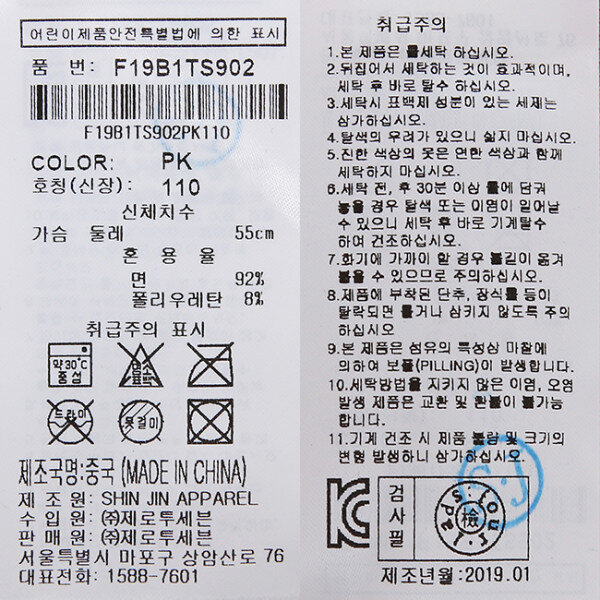 어린이제품안전특별법에 의한 표시
품 번: F19B1TS902
F19B1TS902PK110
COLOR: PK
호칭(신장): 110
신체치수
가슴 둘레 55cm
혼 용 율
면 92%
폴리우레탄 8%
취급주의 표시
약30℃
중성
염소
표백
드라이
옷걸이
제조국명:중국 (MADE IN CHINA)
제 조 원: SHIN JIN APPAREL
수 입 원: ㈜제로투세븐
판 매 원: ㈜제로투세븐
서울특별시 마포구 상암산로 76
대표전화: 1588-7601
취급주의
1.본 제품은 물세탁 하십시오.
2.뒤집어서 세탁하는 것이 효과적이며,
세탁 후 바로 탈수 하십시오.
3.세탁시 표백제 성분이 있는 세제는
삼가하십시오.
4.탈색의 우려가 있으니 삶지 마십시오.
5.진한 색상의 옷은 연한 색상과 함께
세탁하지 마십시오.
6.세탁 전, 후 30분 이상 물에 담궈
놓을 경우 탈색 또는 이염이 일어날
수 있으니 세탁 후 바로 기계탈수
하여 건조하십시오.
7.화기에 가까이 할 경우 불길이 옮겨
붙을 수 있으므로 주의하십시오.
8.제품에 부착된 단추, 장식물 등이
탈락되면 물거나 삼키지 않도록 주의
하십시오.
9.본 제품은 섬유의 특성상 마찰에
의하여 보풀(PILLING)이 발생합니다.
10.세탁방법을 지키지 않은 이염, 오염
발생 제품은 교환 및 환불이 불가능
합니다.
11.기계 건조 시 제품 불량 및 크기의
변형 발생하니 삼가하십시오.
검사필
檢
제조년월:2019.01